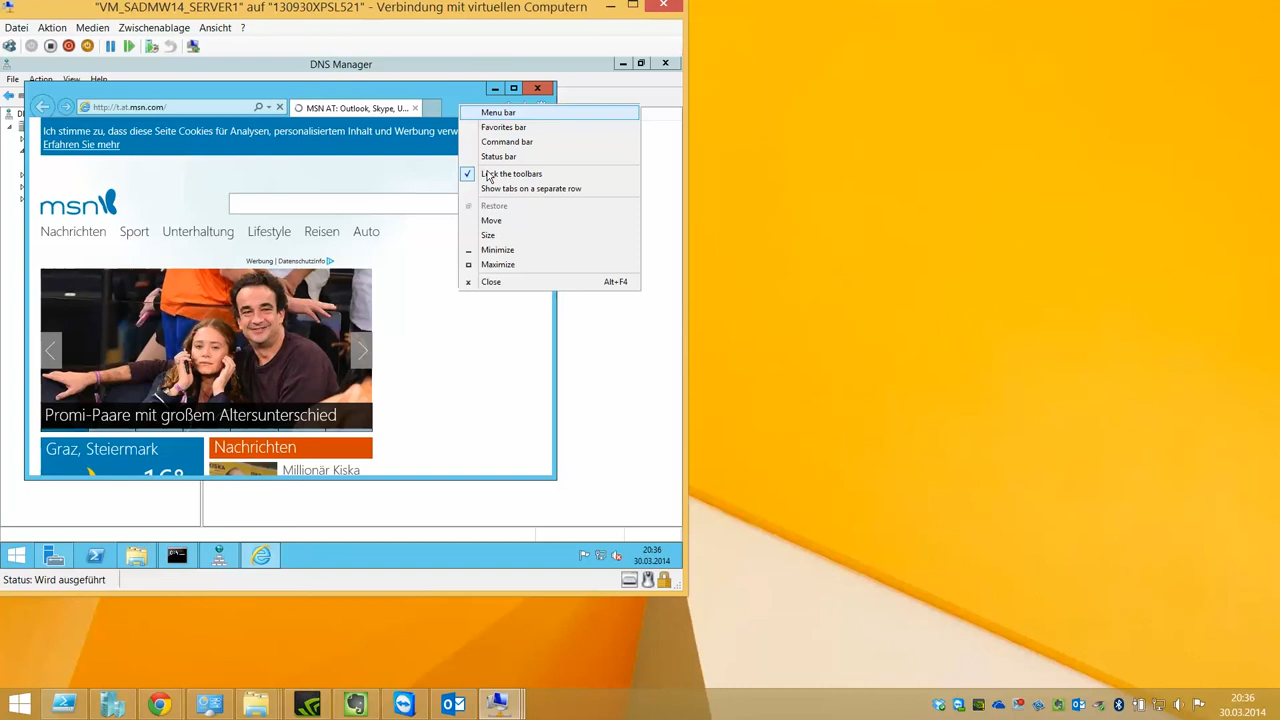 "VM_SADMW14_SERVER1" auf "130930XPSL521" - Verbindung mit virtuellen Computern
Datei Aktion Medien Zwischenablage Ansicht ?
DNS Manager
File Action View Help
http://t.at.msn.com/
MSN AT: Outlook, Skype, U...
Ich stimme zu, dass diese Seite Cookies für Analysen, personalisiertem Inhalt und Werbung verw
Erfahren Sie mehr
Menu bar
Favorites bar
Command bar
Status bar
Lock the toolbars
Show tabs on a separate row
Restore
Move
Size
Minimize
Maximize
Close Alt+F4
msn
Nachrichten Sport Unterhaltung Lifestyle Reisen Auto
Werbung | Datenschutzinfo
Promi-Paare mit großem Altersunterschied
Graz, Steiermark
16°
Nachrichten
Millionär Kiska
20:36
30.03.2014
Status: Wird ausgeführt
20:36
30.03.2014